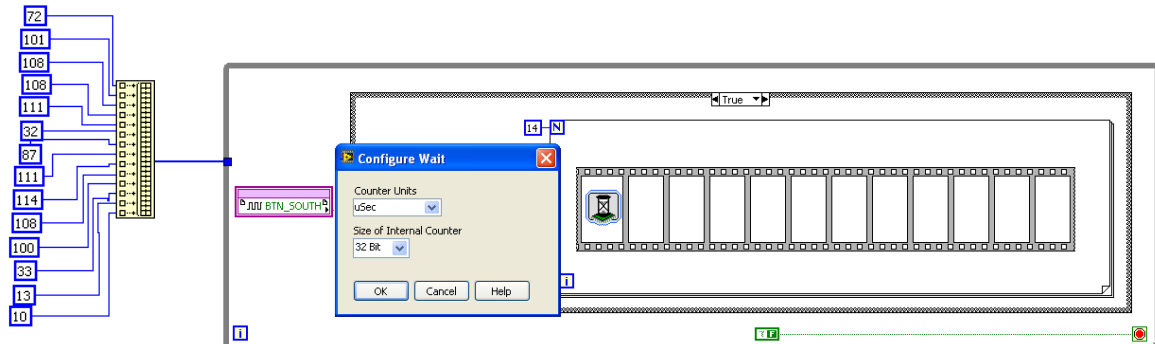 72
101
108
108
111
32
87
111
114
108
100
33
13
10
True
14 N
Configure Wait
Counter Units
uSec
Size of Internal Counter
32 Bit
OK Cancel Help
BTN_SOUTH
i
i
F